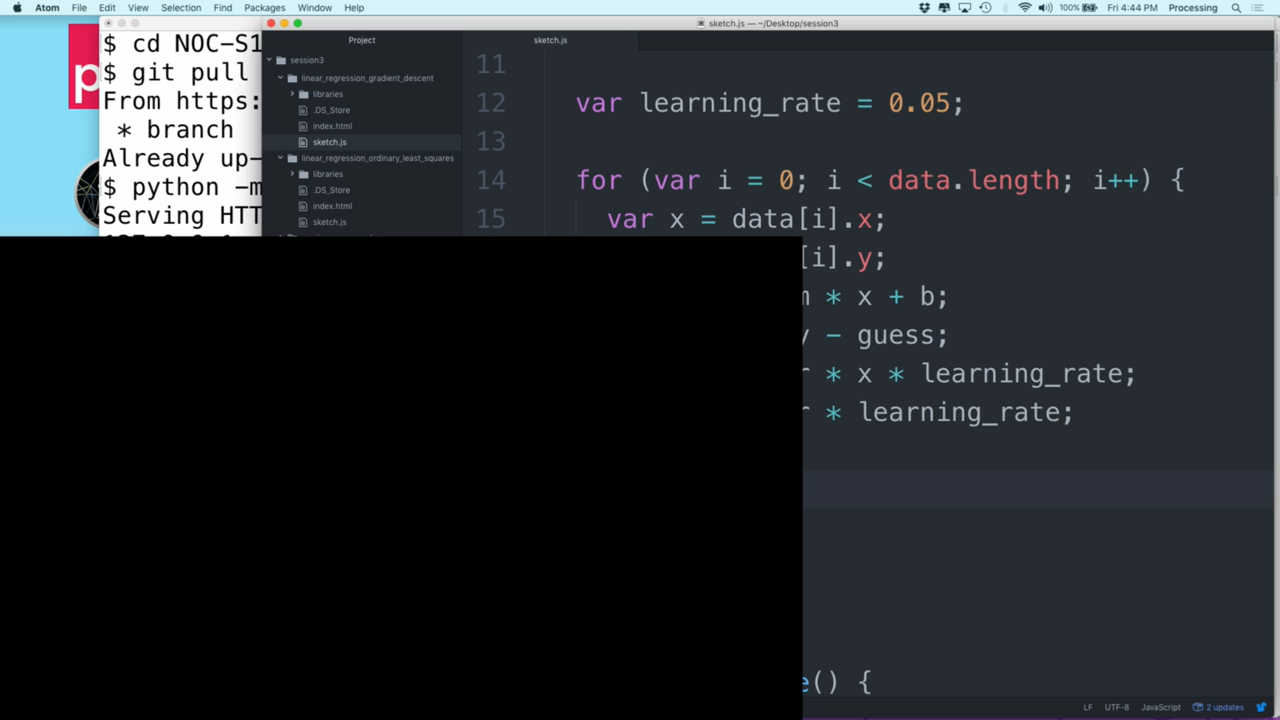 Atom File Edit View Selection Find Packages Window Help 100% Fri 4:44 PM Processing
sketch.js — ~/Desktop/session3
$ cd NOC-S1
$ git pull
From https:
* branch
Already up-
$ python -m
Serving HTT
Project
session3
linear_regression_gradient_descent
libraries
.DS_Store
index.html
sketch.js
linear_regression_ordinary_least_squares
libraries
.DS_Store
index.html
sketch.js
sketch.js
11
12 var learning_rate = 0.05;
13
14 for (var i = 0; i < data.length; i++) {
15 var x = data[i].x;
[i].y;
* x + b;
- guess;
* x * learning_rate;
* learning_rate;
e() {
LF UTF-8 JavaScript 2 updates